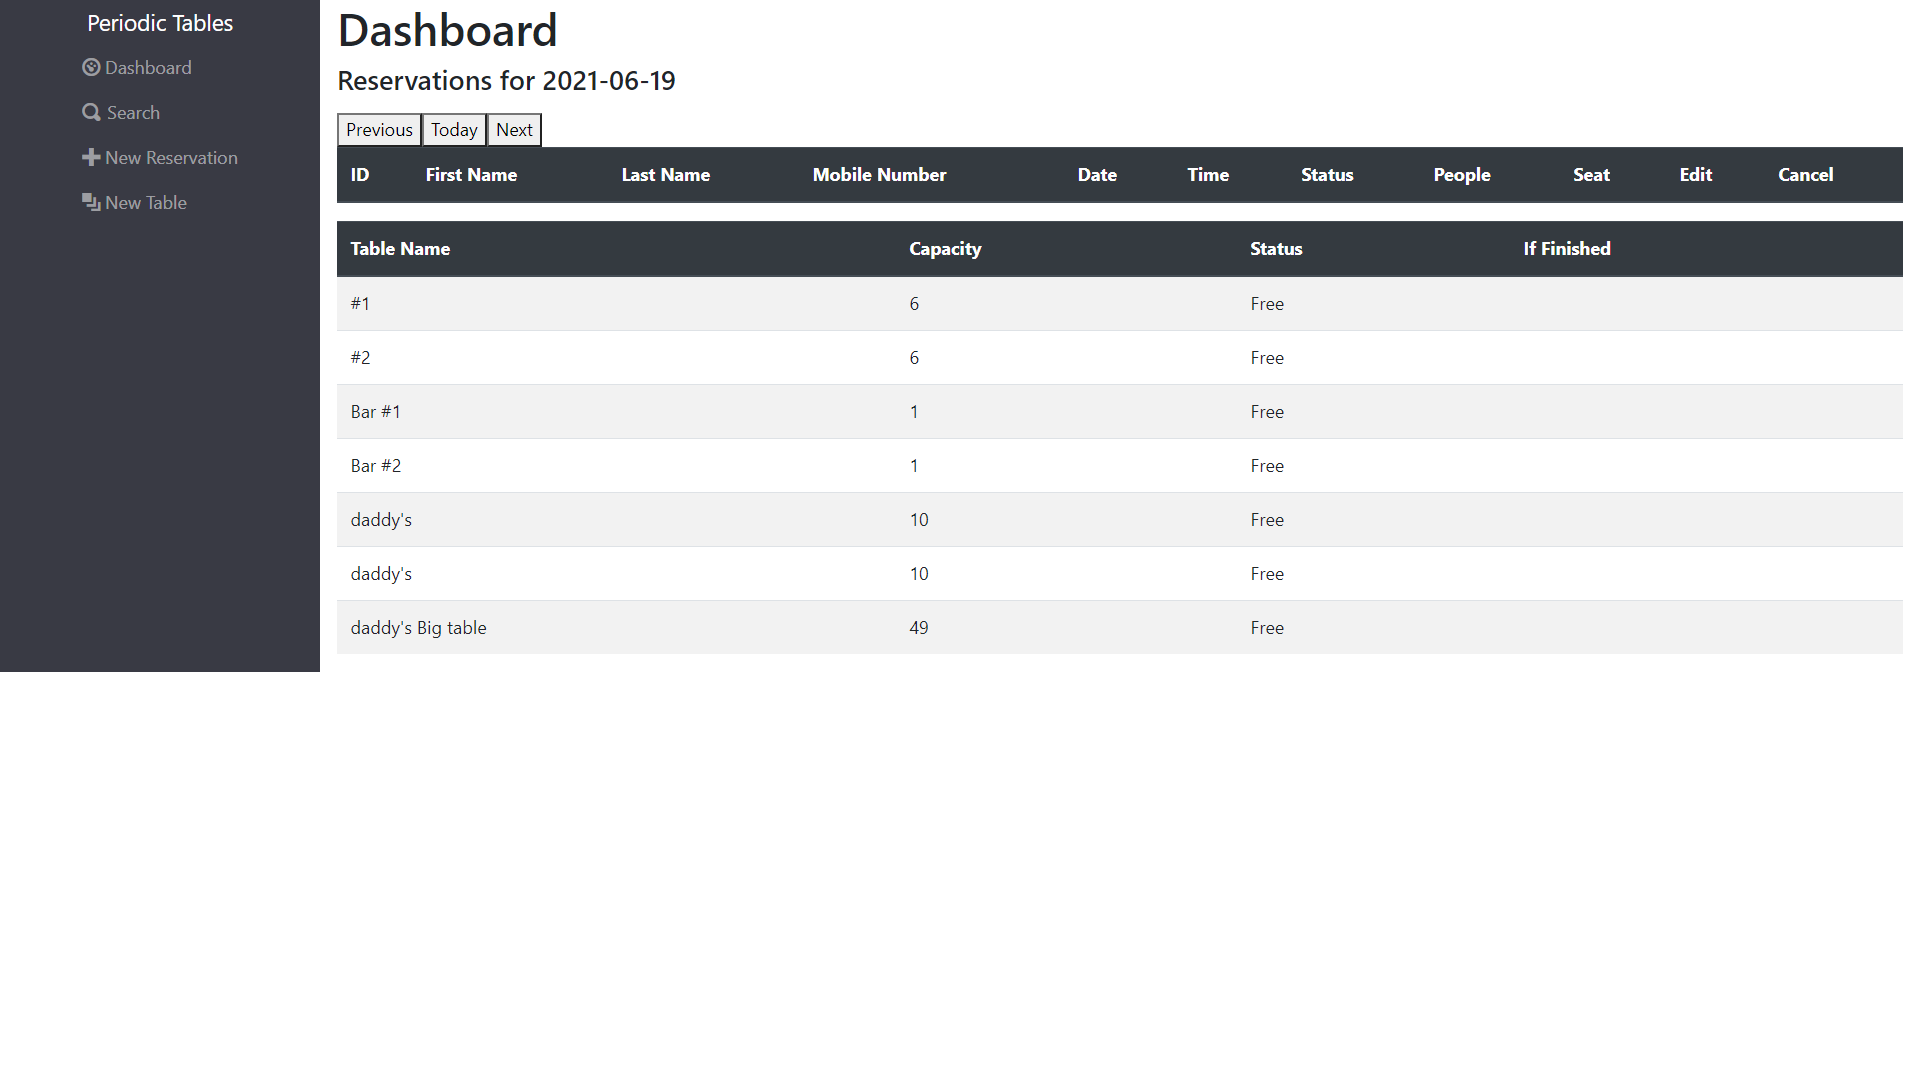 Periodic Tables
Dashboard
Search
New Reservation
New Table
Dashboard
Reservations for 2021-06-19
Previous Today Next
ID First Name Last Name Mobile Number Date Time Status People Seat Edit Cancel
Table Name Capacity Status If Finished
#1 6 Free
#2 6 Free
Bar #1 1 Free
Bar #2 1 Free
daddy's 10 Free
daddy's 10 Free
daddy's Big table 49 Free